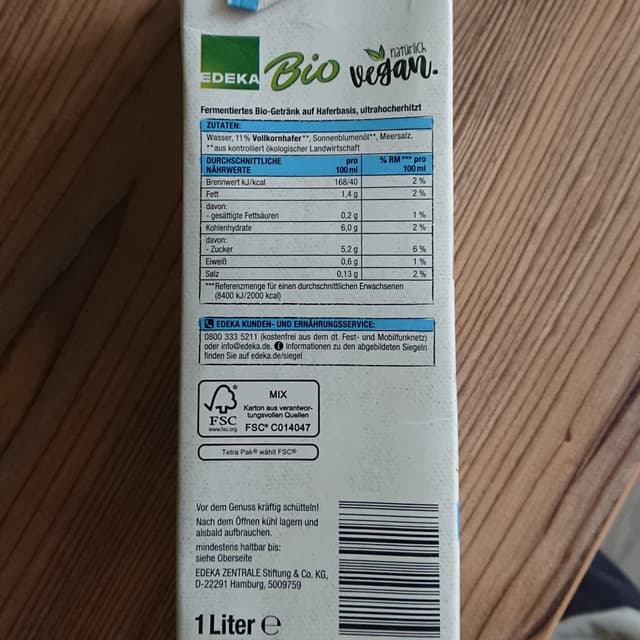 EDEKA
Bio
natürlich
vegan.
Fermentiertes Bio-Getränk auf Haferbasis, ultrahocherhitzt
ZUTATEN:
Wasser, 11% Vollkornhafer**, Sonnenblumenöl**, Meersalz.
**aus kontrolliert ökologischer Landwirtschaft
DURCHSCHNITTLICHE NÄHRWERTE pro 100 ml % RM*** pro 100 ml
Brennwert kJ/kcal 168/40 2 %
Fett 1,4 g 2 %
davon:
- gesättigte Fettsäuren 0,2 g 1 %
Kohlenhydrate 6,0 g 2 %
davon:
- Zucker 5,2 g 6 %
Eiweiß 0,6 g 1 %
Salz 0,13 g 2 %
***Referenzmenge für einen durchschnittlichen Erwachsenen
(8400 kJ/2000 kcal)
EDEKA KUNDEN- UND ERNÄHRUNGSSERVICE:
0800 333 5211 (kostenfrei aus dem dt. Fest- und Mobilfunknetz)
oder info@edeka.de. i Informationen zu den abgebildeten Siegeln
finden Sie auf edeka.de/siegel
FSC
www.fsc.org
MIX
Karton aus verantwor-
tungsvollen Quellen
FSC® C014047
Tetra Pak® wählt FSC®
Vor dem Genuss kräftig schütteln!
Nach dem Öffnen kühl lagern und
alsbald aufbrauchen.
mindestens haltbar bis:
siehe Oberseite
EDEKA ZENTRALE Stiftung & Co. KG,
D-22291 Hamburg, 5009759
1 Liter ℮